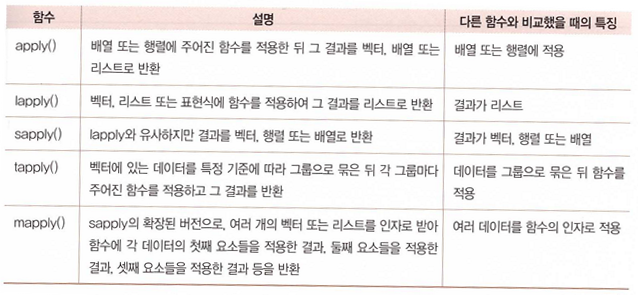 함수 설명 다른 함수와 비교했을 때의 특징
apply() 배열 또는 행렬에 주어진 함수를 적용한 뒤 그 결과를 벡터, 배열 또는 배열 또는 행렬에 적용
리스트로 반환
lapply() 벡터, 리스트 또는 표현식에 함수를 적용하여 그 결과를 리스트로 반환 결과가 리스트
sapply() lapply와 유사하지만 결과를 벡터, 행렬 또는 배열로 반환 결과가 벡터, 행렬 또는 배열
tapply() 벡터에 있는 데이터를 특정 기준에 따라 그룹으로 묶은 뒤 각 그룹마다 데이터를 그룹으로 묶은 뒤 함수를
주어진 함수를 적용하고 그 결과를 반환 적용
mapply() sapply의 확장된 버전으로, 여러 개의 벡터 또는 리스트를 인자로 받아 여러 데이터를 함수의 인자로 적용
함수에 각 데이터의 첫째 요소들을 적용한 결과, 둘째 요소들을 적용한
결과, 셋째 요소들을 적용한 결과 등을 반환